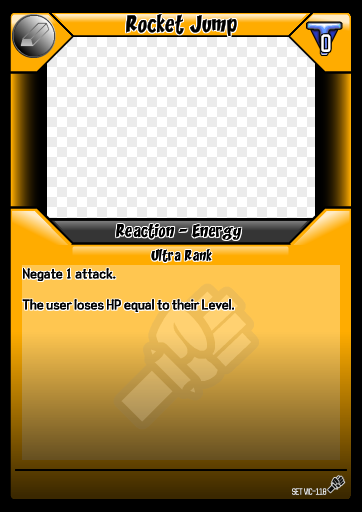 Rocket Jump
0
Reaction - Energy
Ultra Rank
Negate 1 attack.
The user loses HP equal to their Level.
SET VIC-118